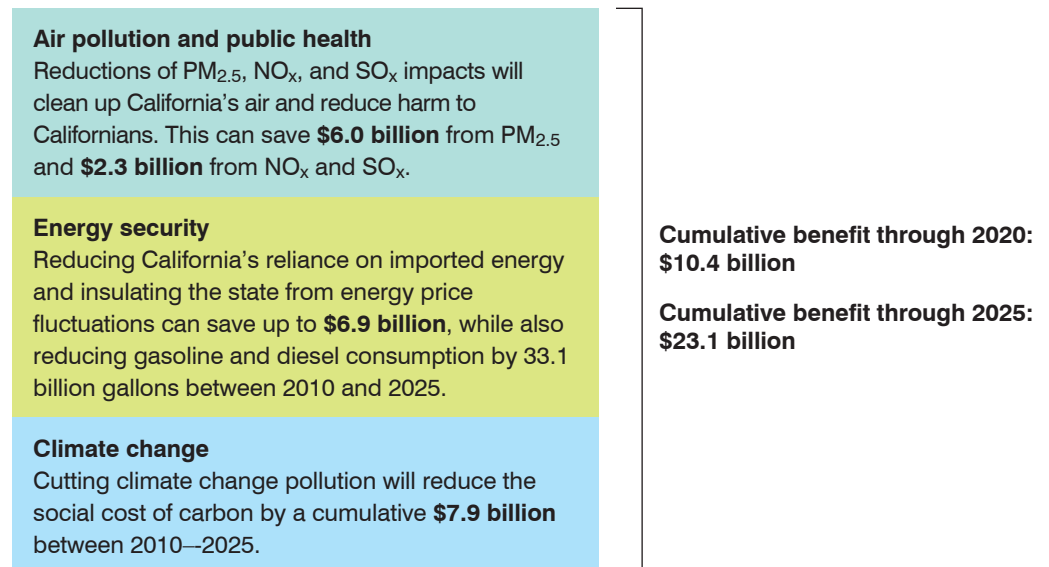 Air pollution and public health
Reductions of PM2.5, NOx, and SOx impacts will
clean up California’s air and reduce harm to
Californians. This can save $6.0 billion from PM2.5
and $2.3 billion from NOx and SOx.
Energy security
Reducing California’s reliance on imported energy
and insulating the state from energy price
fluctuations can save up to $6.9 billion, while also
reducing gasoline and diesel consumption by 33.1
billion gallons between 2010 and 2025.
Climate change
Cutting climate change pollution will reduce the
social cost of carbon by a cumulative $7.9 billion
between 2010–-2025.
Cumulative benefit through 2020:
$10.4 billion
Cumulative benefit through 2025:
$23.1 billion